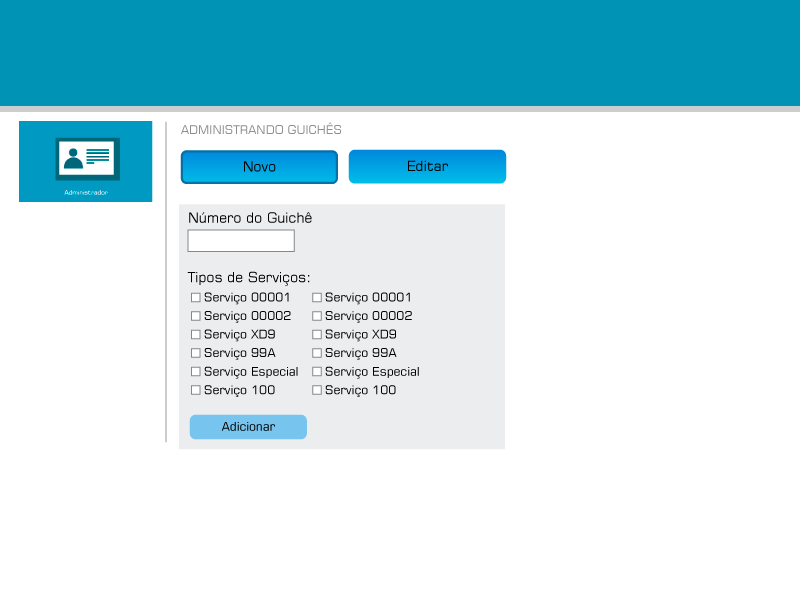 ADMINISTRANDO GUICHÊS
Novo
Editar
Administrador
Número do Guichê
Tipos de Serviços:
Serviço 00001 Serviço 00001
Serviço 00002 Serviço 00002
Serviço XD9 Serviço XD9
Serviço 99A Serviço 99A
Serviço Especial Serviço Especial
Serviço 100 Serviço 100
Adicionar